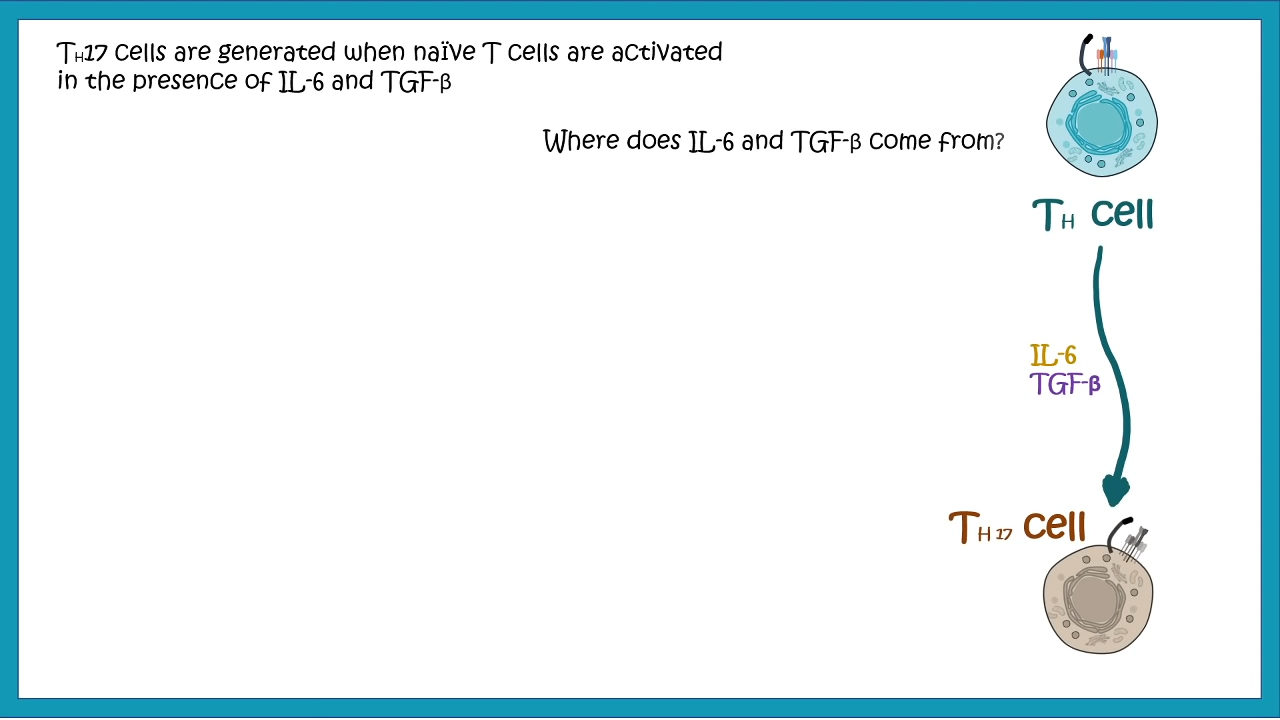 TH17 cells are generated when naïve T cells are activated
in the presence of IL-6 and TGF-β
Where does IL-6 and TGF-β come from?
TH cell
IL-6
TGF-β
TH 17 cell